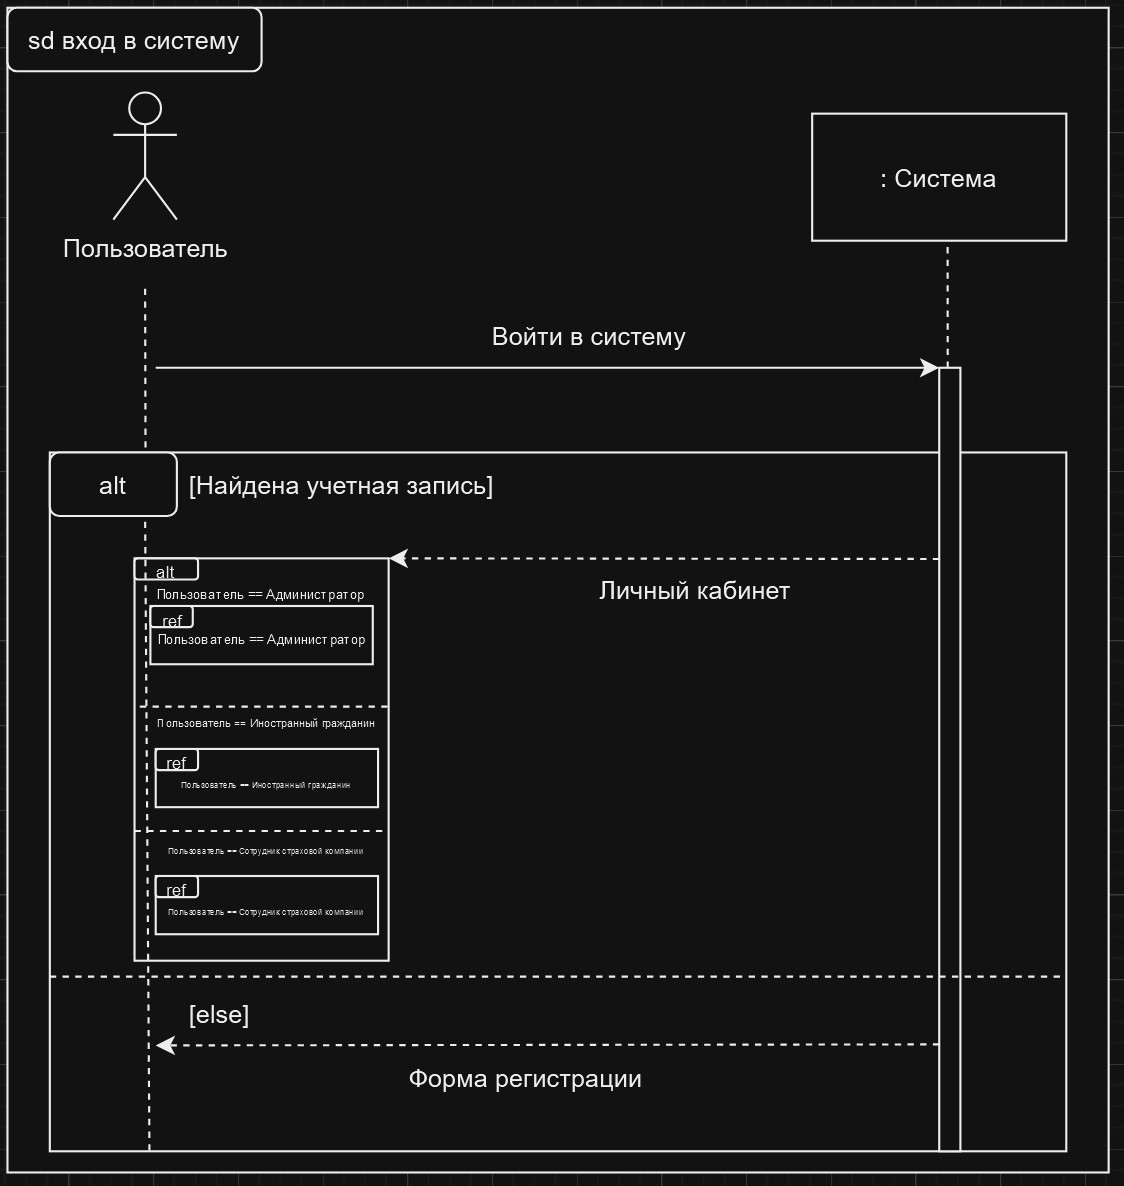 sd вход в систему
: Система
Пользователь
Войти в систему
alt
[Найдена учетная запись]
alt
Личный кабинет
Пользователь == Администратор
ref
Пользователь == Администратор
Пользователь == Иностранный гражданин
ref
Пользователь == Иностранный гражданин
Пользователь == Сотрудник страховой компании
ref
Пользователь == Сотрудник страховой компании
[else]
Форма регистрации